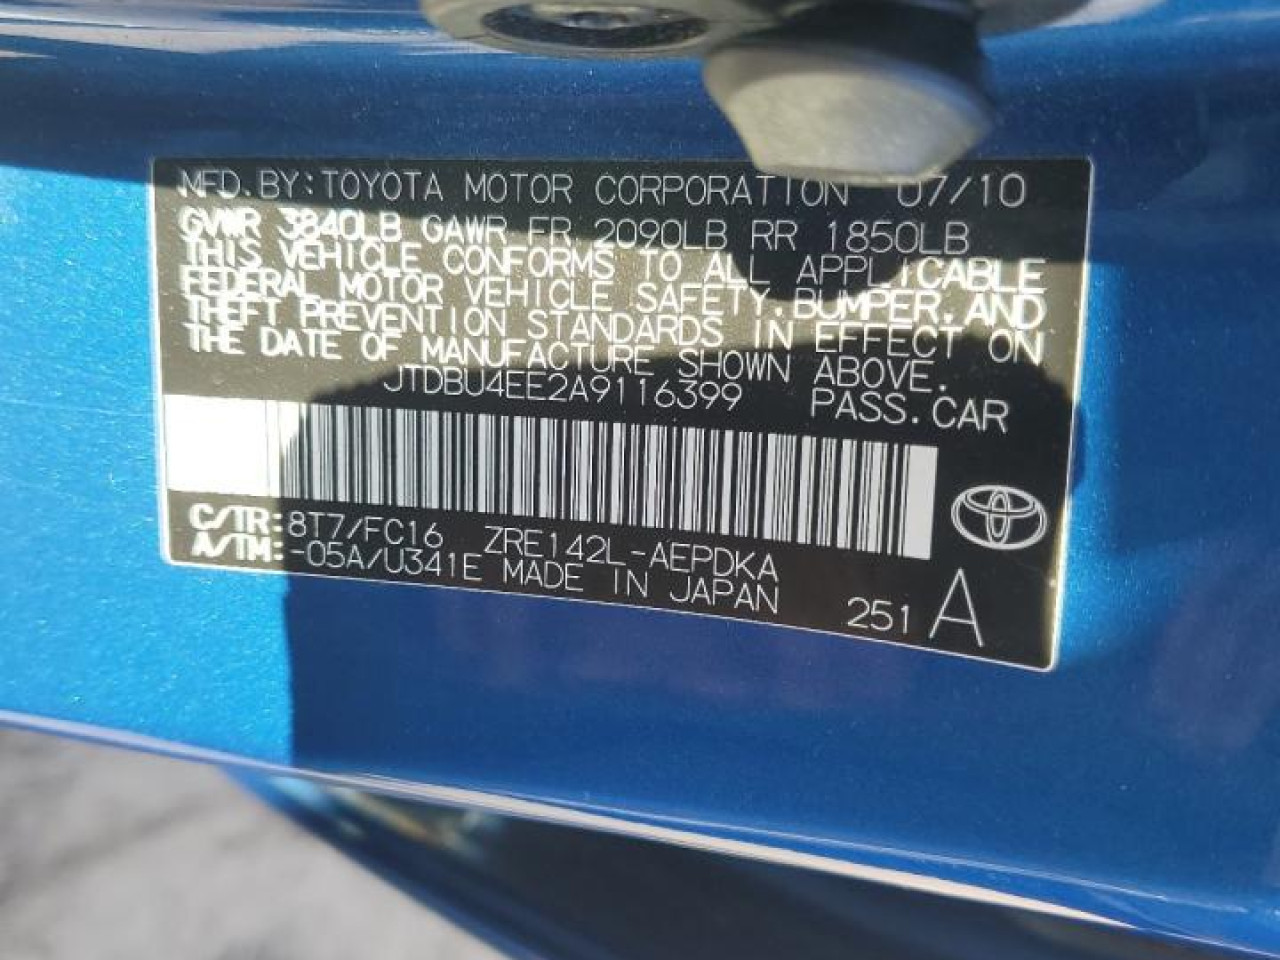 MFD.BY:TOYOTA MOTOR CORPORATION 07/10
GVWR 3840LB GAWR FR 2090LB RR 1850LB
THIS VEHICLE CONFORMS TO ALL APPLICABLE
FEDERAL MOTOR VEHICLE SAFETY,BUMPER,AND
THEFT PREVENTION STANDARDS IN EFFECT ON
THE DATE OF MANUFACTURE SHOWN ABOVE.
JTDBU4EE2A9116399 PASS.CAR
C/TR:8T7/FC16 ZRE142L-AEPDKA
A/TM:-05A/U341E MADE IN JAPAN 251 A